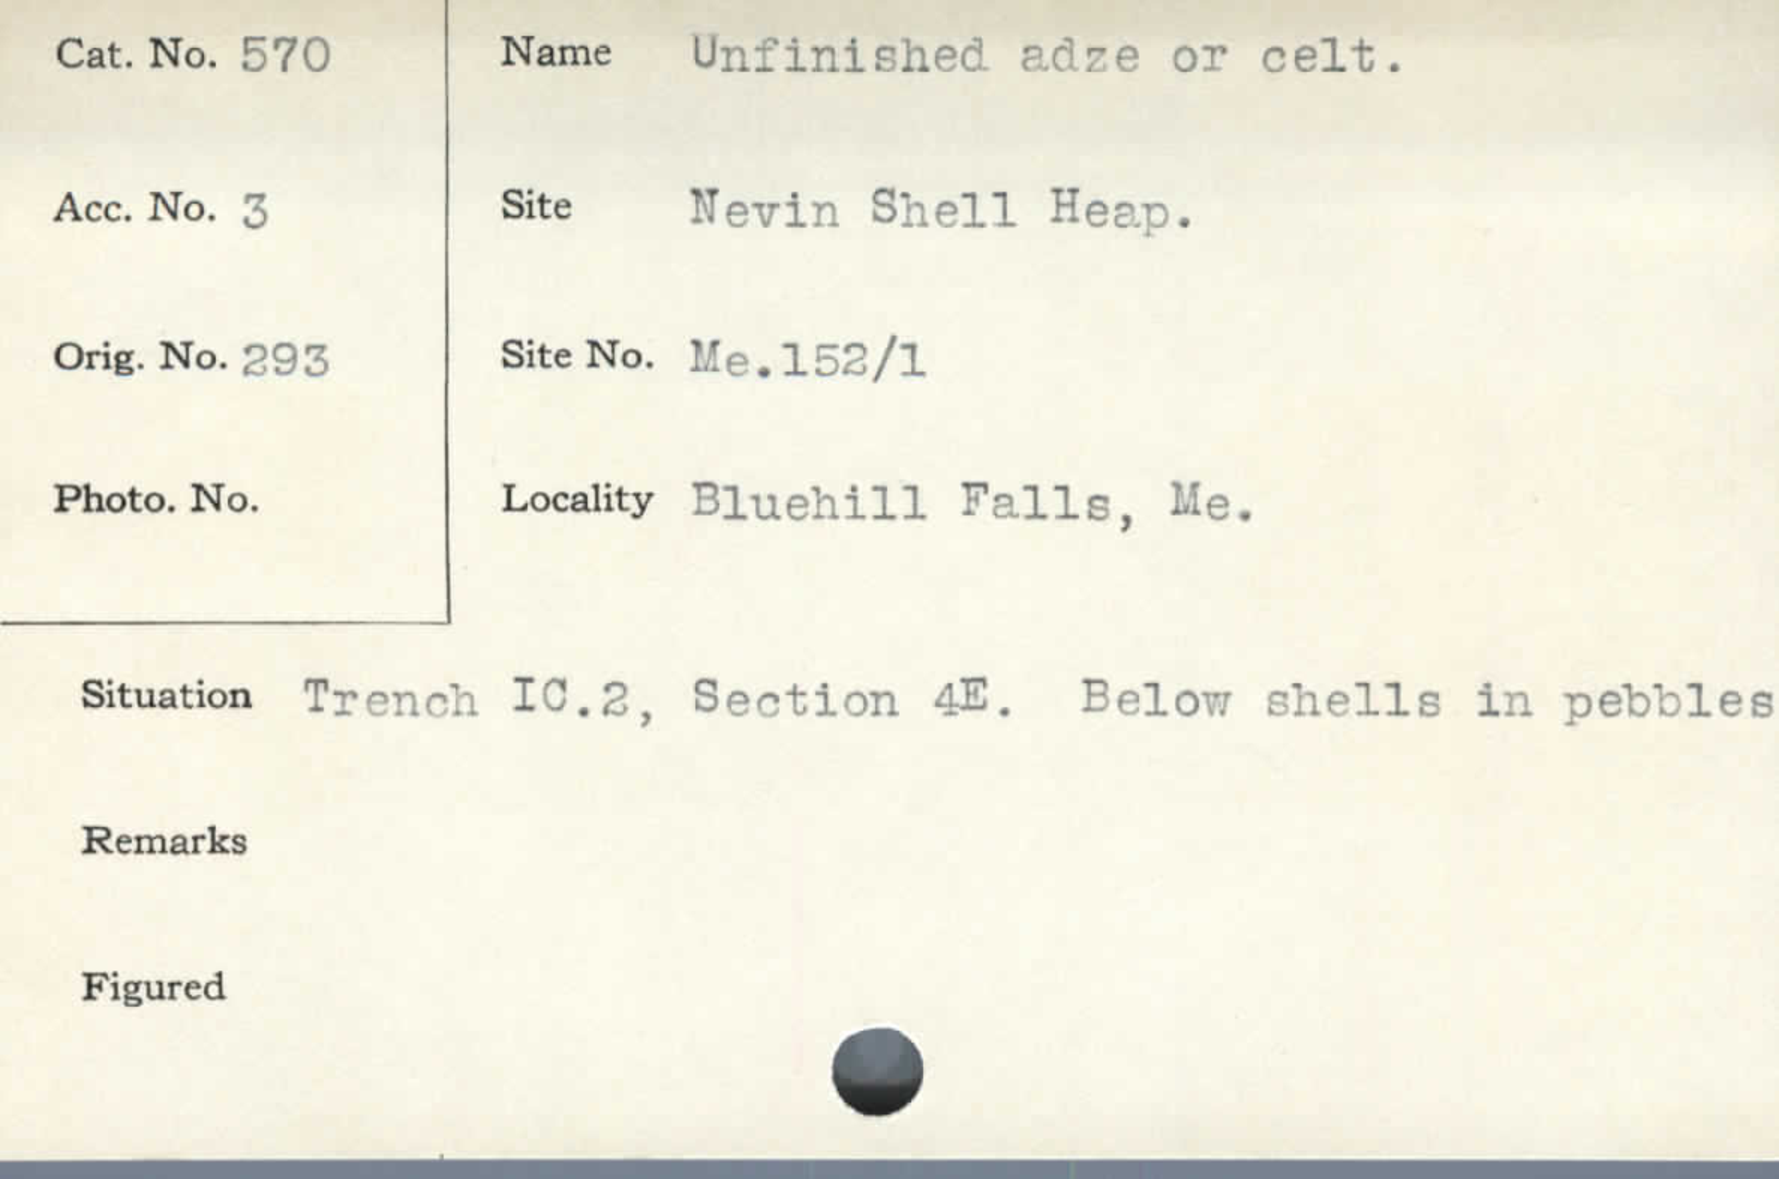 Cat. No. 570
Name Unfinished adze or celt.
Acc. No. 3
Site Nevin Shell Heap.
Orig. No. 293
Site No. Me.152/1
Photo. No.
Locality Bluehill Falls, Me.
Situation Trench IC.2, Section 4E. Below shells in pebbles
Remarks
Figured